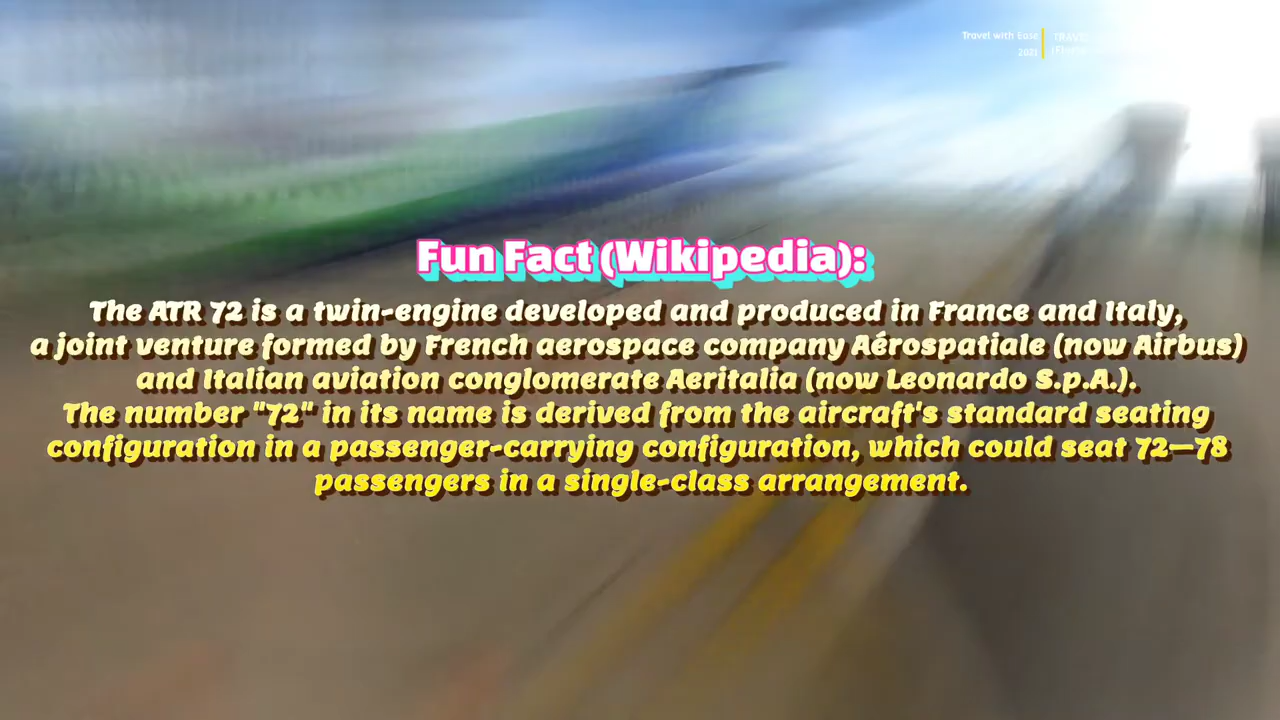 Travel with Ease
2021
Fun Fact (Wikipedia):
The ATR 72 is a twin-engine developed and produced in France and Italy,
a joint venture formed by French aerospace company Aérospatiale (now Airbus)
and Italian aviation conglomerate Aeritalia (now Leonardo S.p.A.).
The number "72" in its name is derived from the aircraft's standard seating
configuration in a passenger-carrying configuration, which could seat 72–78
passengers in a single-class arrangement.